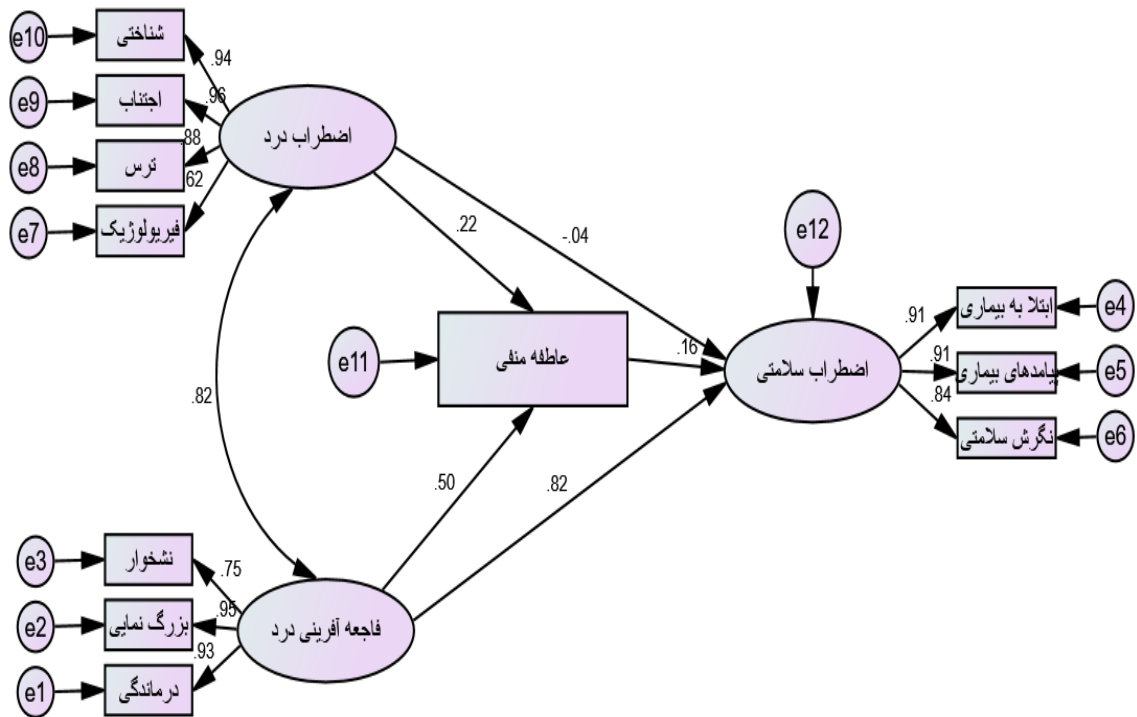 e10
شناختی
.94
e9
اجتناب
.96
e8
ترس
.88
e7
فیریولوژیک
62
اضطراب درد
.22
-.04
e12
.82
e11
عاطفه منفی
.16
اضطراب سلامتی
.91
ابتلا به بیماری
e4
.91
پیامدهای بیماری
e5
.84
نگرش سلامتی
e6
.50
.82
e3
نشخوار
.75
e2
بزرگ نمایی
.95
e1
درماندگی
.93
فاجعه آفرینی درد